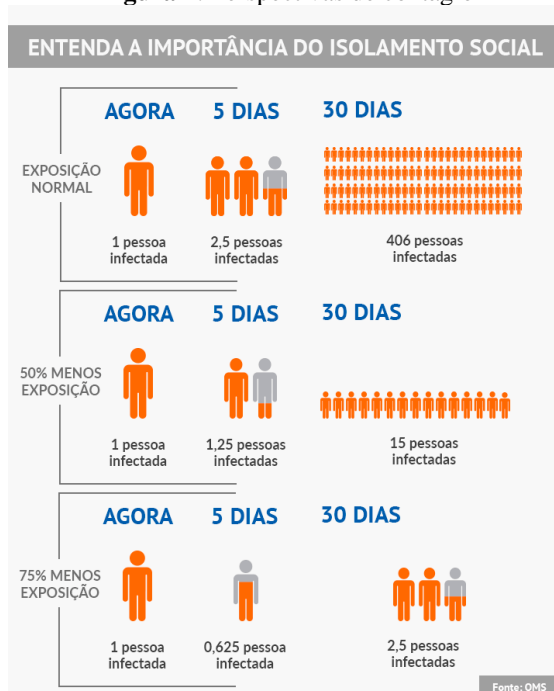 ENTENDA A IMPORTÂNCIA DO ISOLAMENTO SOCIAL
AGORA 5 DIAS 30 DIAS
EXPOSIÇÃO
NORMAL
1 pessoa
infectada
2,5 pessoas
infectadas
406 pessoas
infectadas
AGORA 5 DIAS 30 DIAS
50% MENOS
EXPOSIÇÃO
1 pessoa
infectada
1,25 pessoas
infectadas
15 pessoas
infectadas
AGORA 5 DIAS 30 DIAS
75% MENOS
EXPOSIÇÃO
1 pessoa
infectada
0,625 pessoa
infectada
2,5 pessoas
infectadas
Fonte: OMS